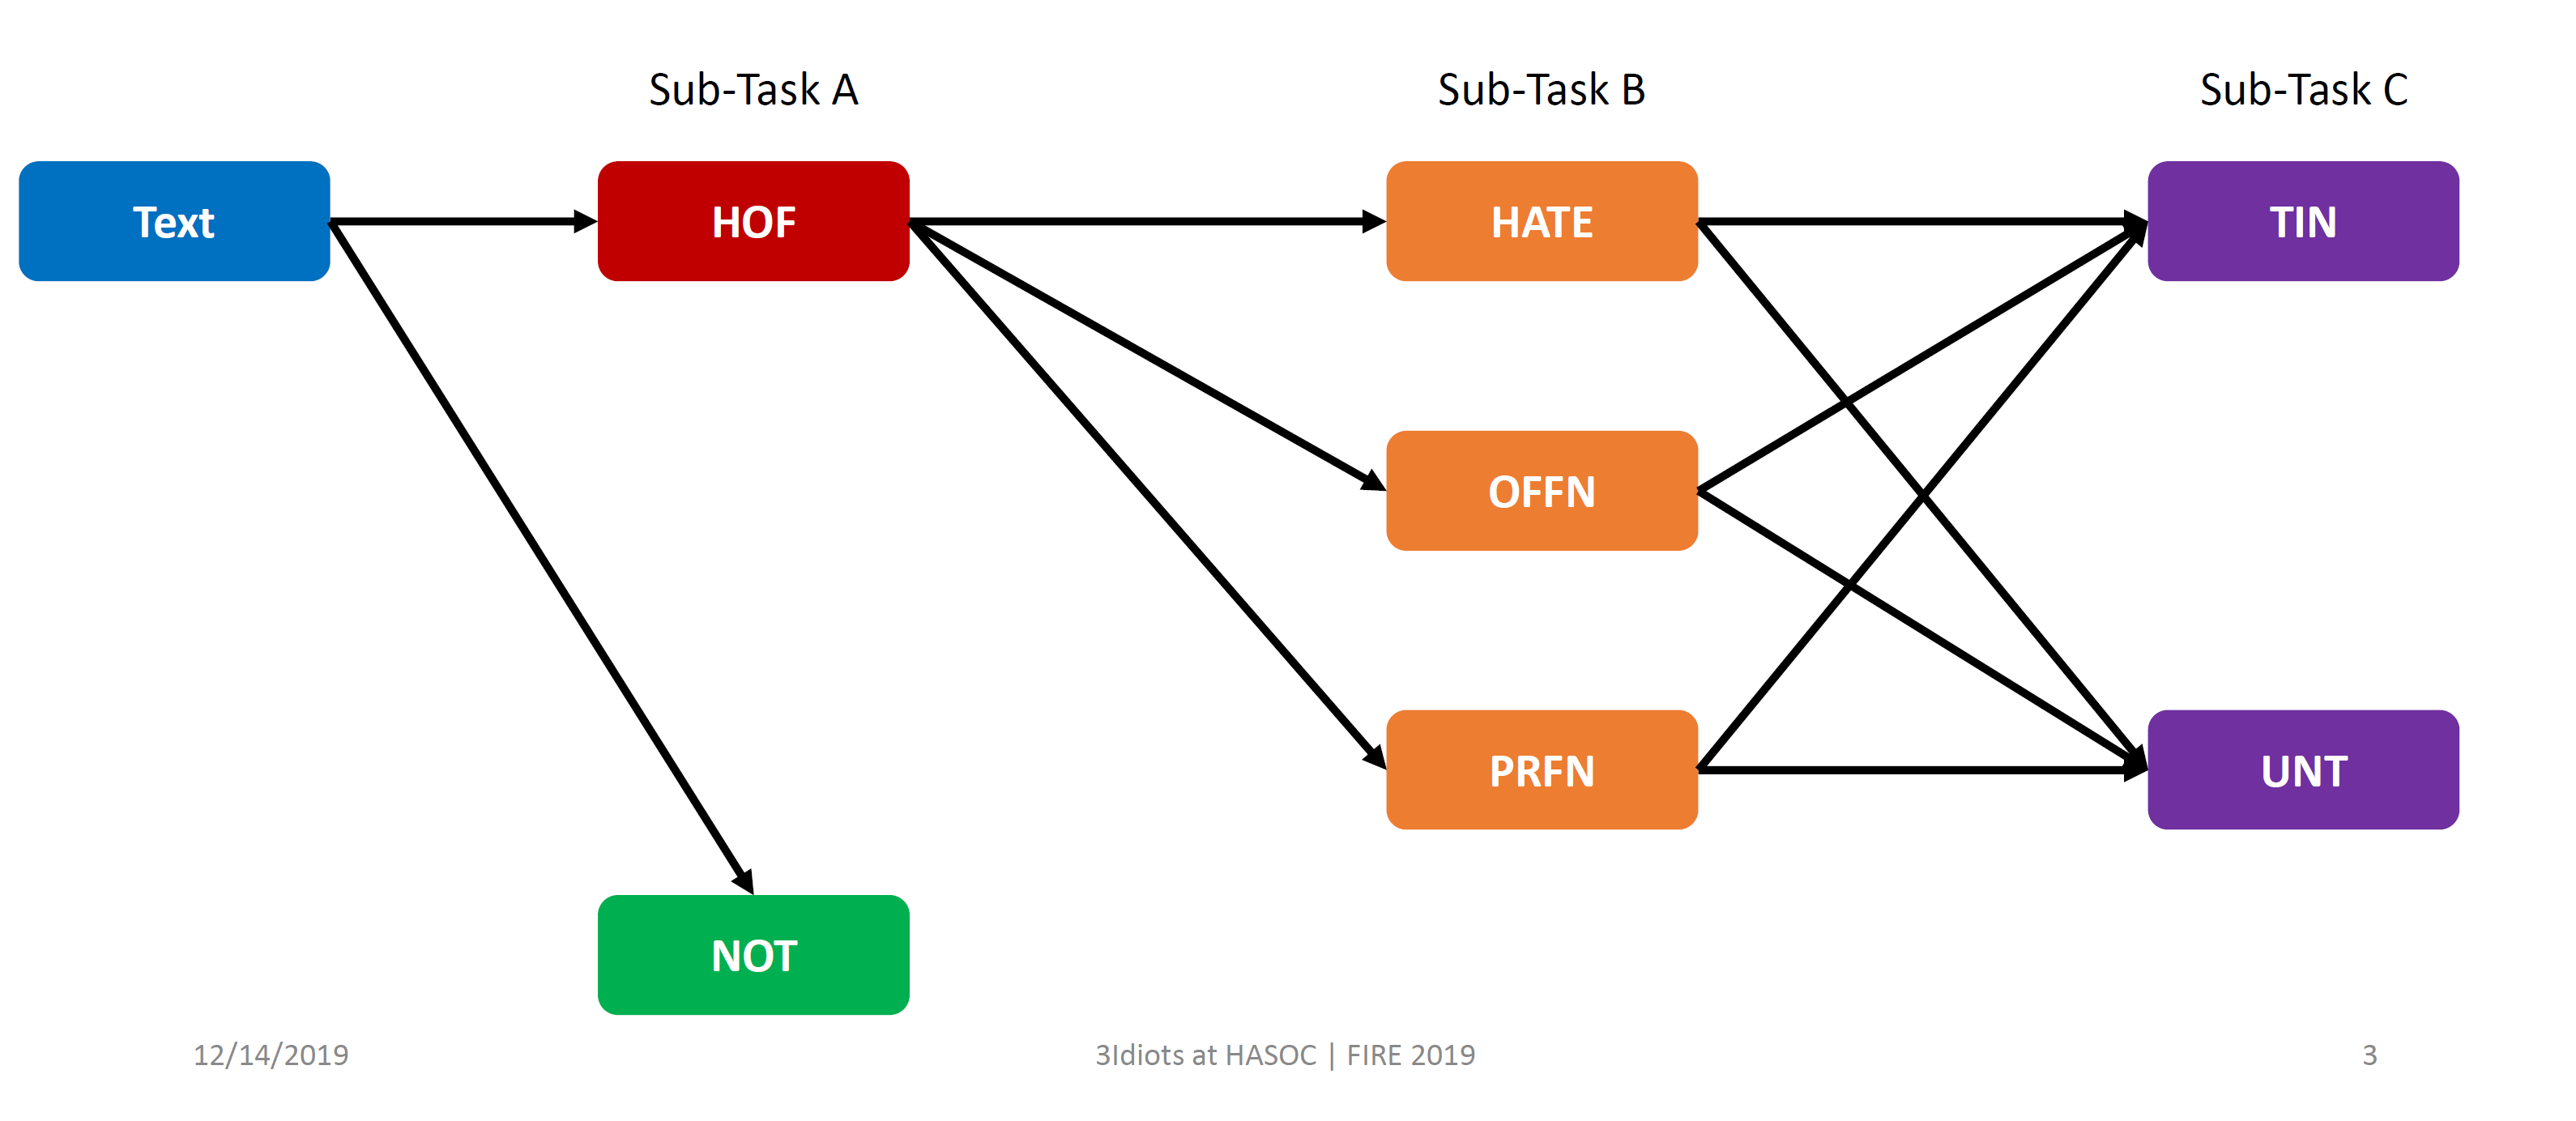 Sub-Task A
Sub-Task B
Sub-Task C
Text
HOF
HATE
TIN
OFFN
PRFN
UNT
NOT
12/14/2019
3Idiots at HASOC | FIRE 2019
3